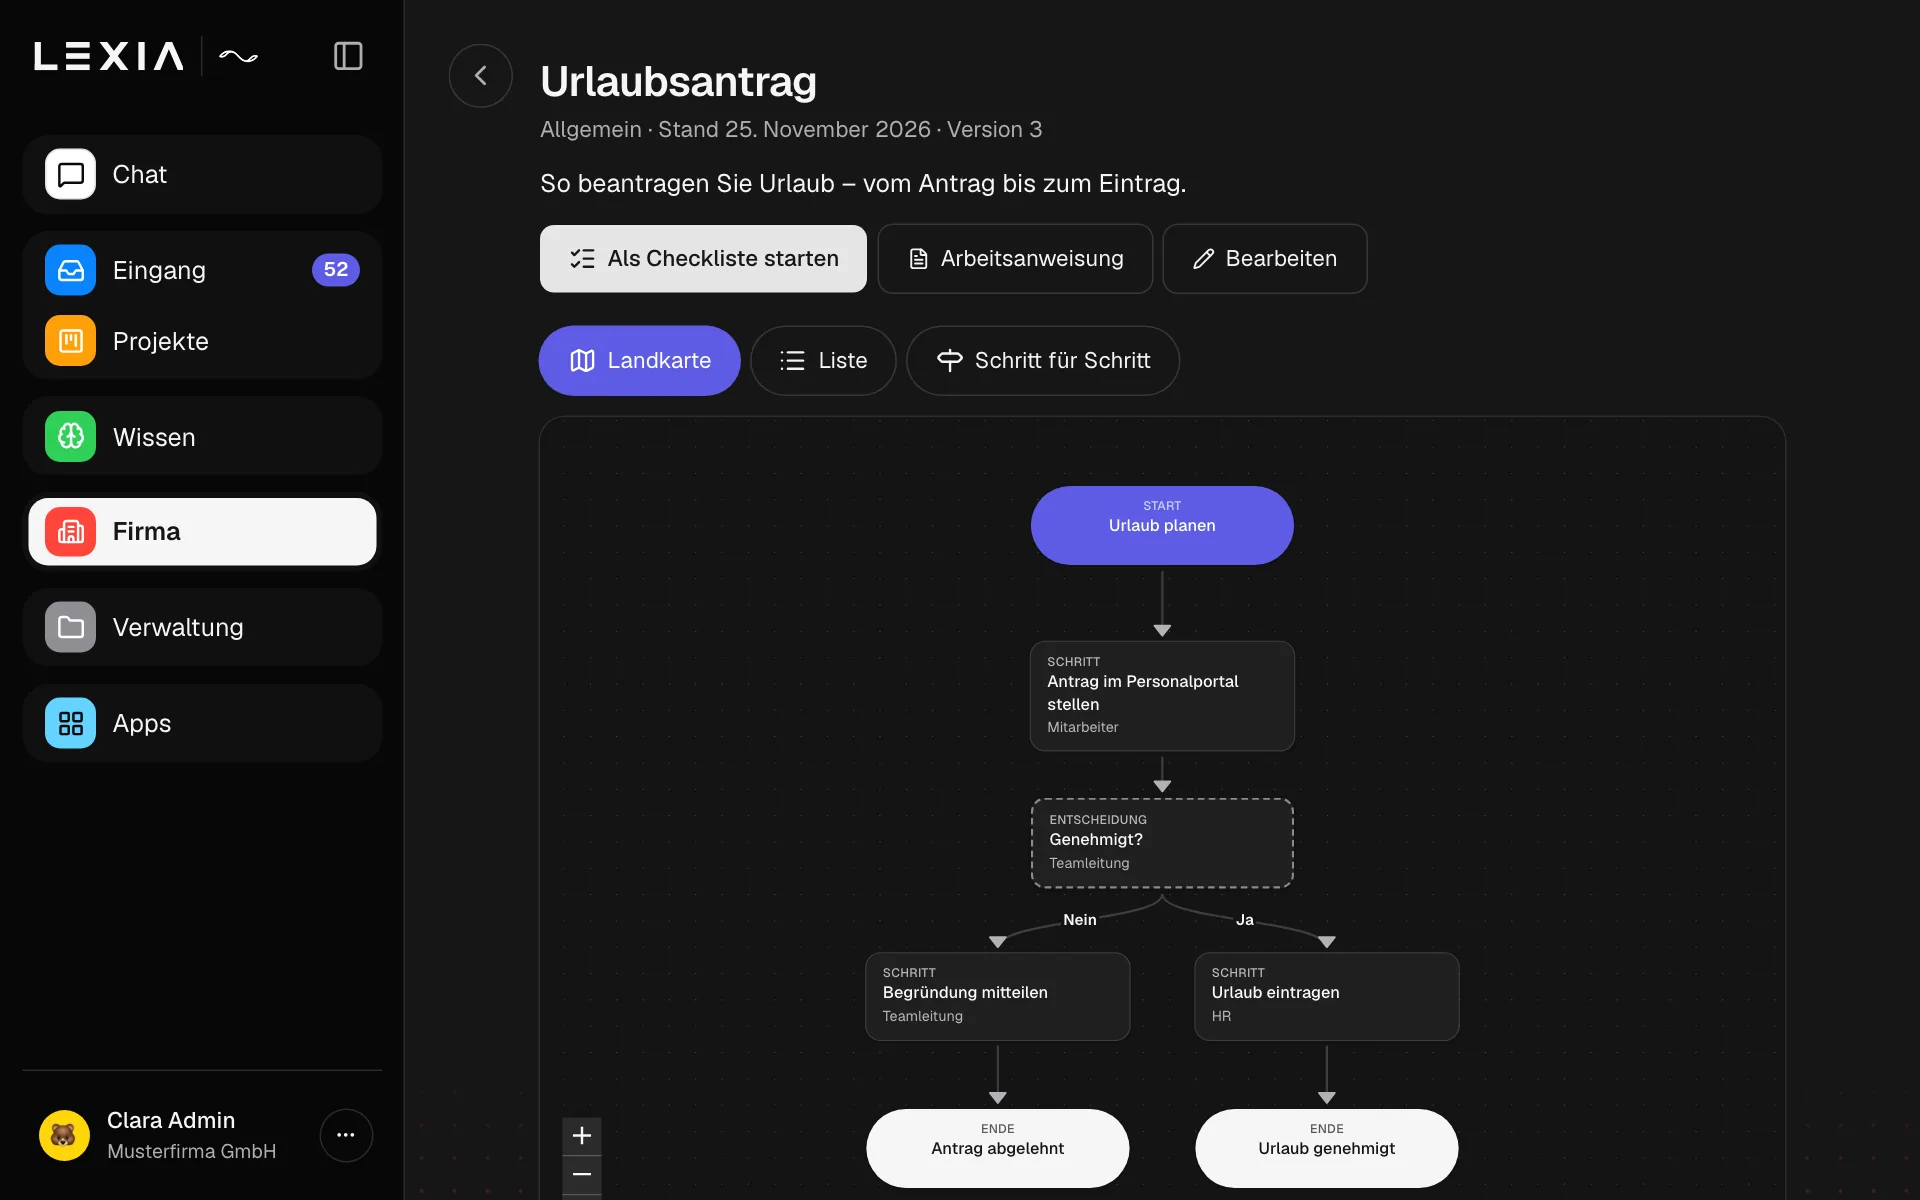 LEXIA
Chat
Eingang
52
Projekte
Wissen
Firma
Verwaltung
Apps
Clara Admin
Musterfirma GmbH
Urlaubsantrag
Allgemein · Stand 25. November 2026 · Version 3
So beantragen Sie Urlaub – vom Antrag bis zum Eintrag.
Als Checkliste starten
Arbeitsanweisung
Bearbeiten
Landkarte
Liste
Schritt für Schritt
START
Urlaub planen
SCHRITT
Antrag im Personalportal
stellen
Mitarbeiter
ENTSCHEIDUNG
Genehmigt?
Teamleitung
Nein
Ja
SCHRITT
Begründung mitteilen
Teamleitung
SCHRITT
Urlaub eintragen
HR
ENDE
Antrag abgelehnt
ENDE
Urlaub genehmigt